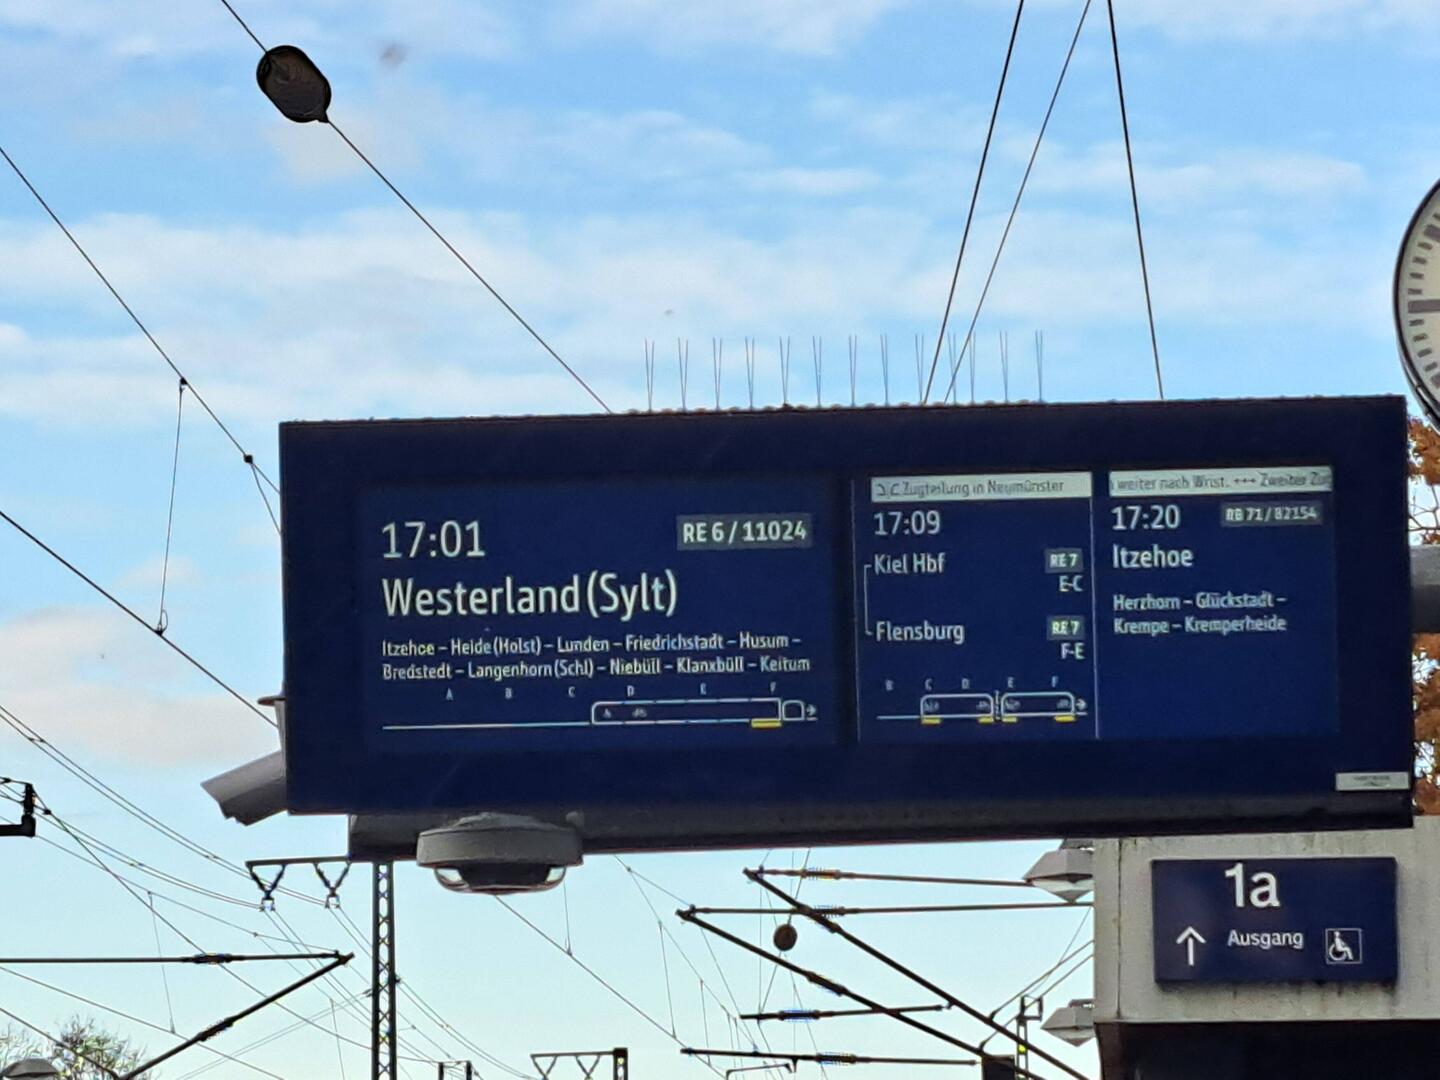 17:01
RE 6 / 11024
Westerland (Sylt)
Itzehoe – Heide (Holst) – Lunden – Friedrichstadt – Husum –
Bredstedt – Langenhorn (Schl) – Niebüll – Klanxbüll – Keitum
A B C D E F
Zugteilung in Neumünster
17:09
Kiel Hbf
RE 7
E-C
Flensburg
RE 7
F-E
B C D E F
weiter nach Wrist. +++ Zweiter
17:20
RB 71 / 82154
Itzehoe
Herzhorn – Glückstadt –
Krempe – Kremperheide
1a
Ausgang